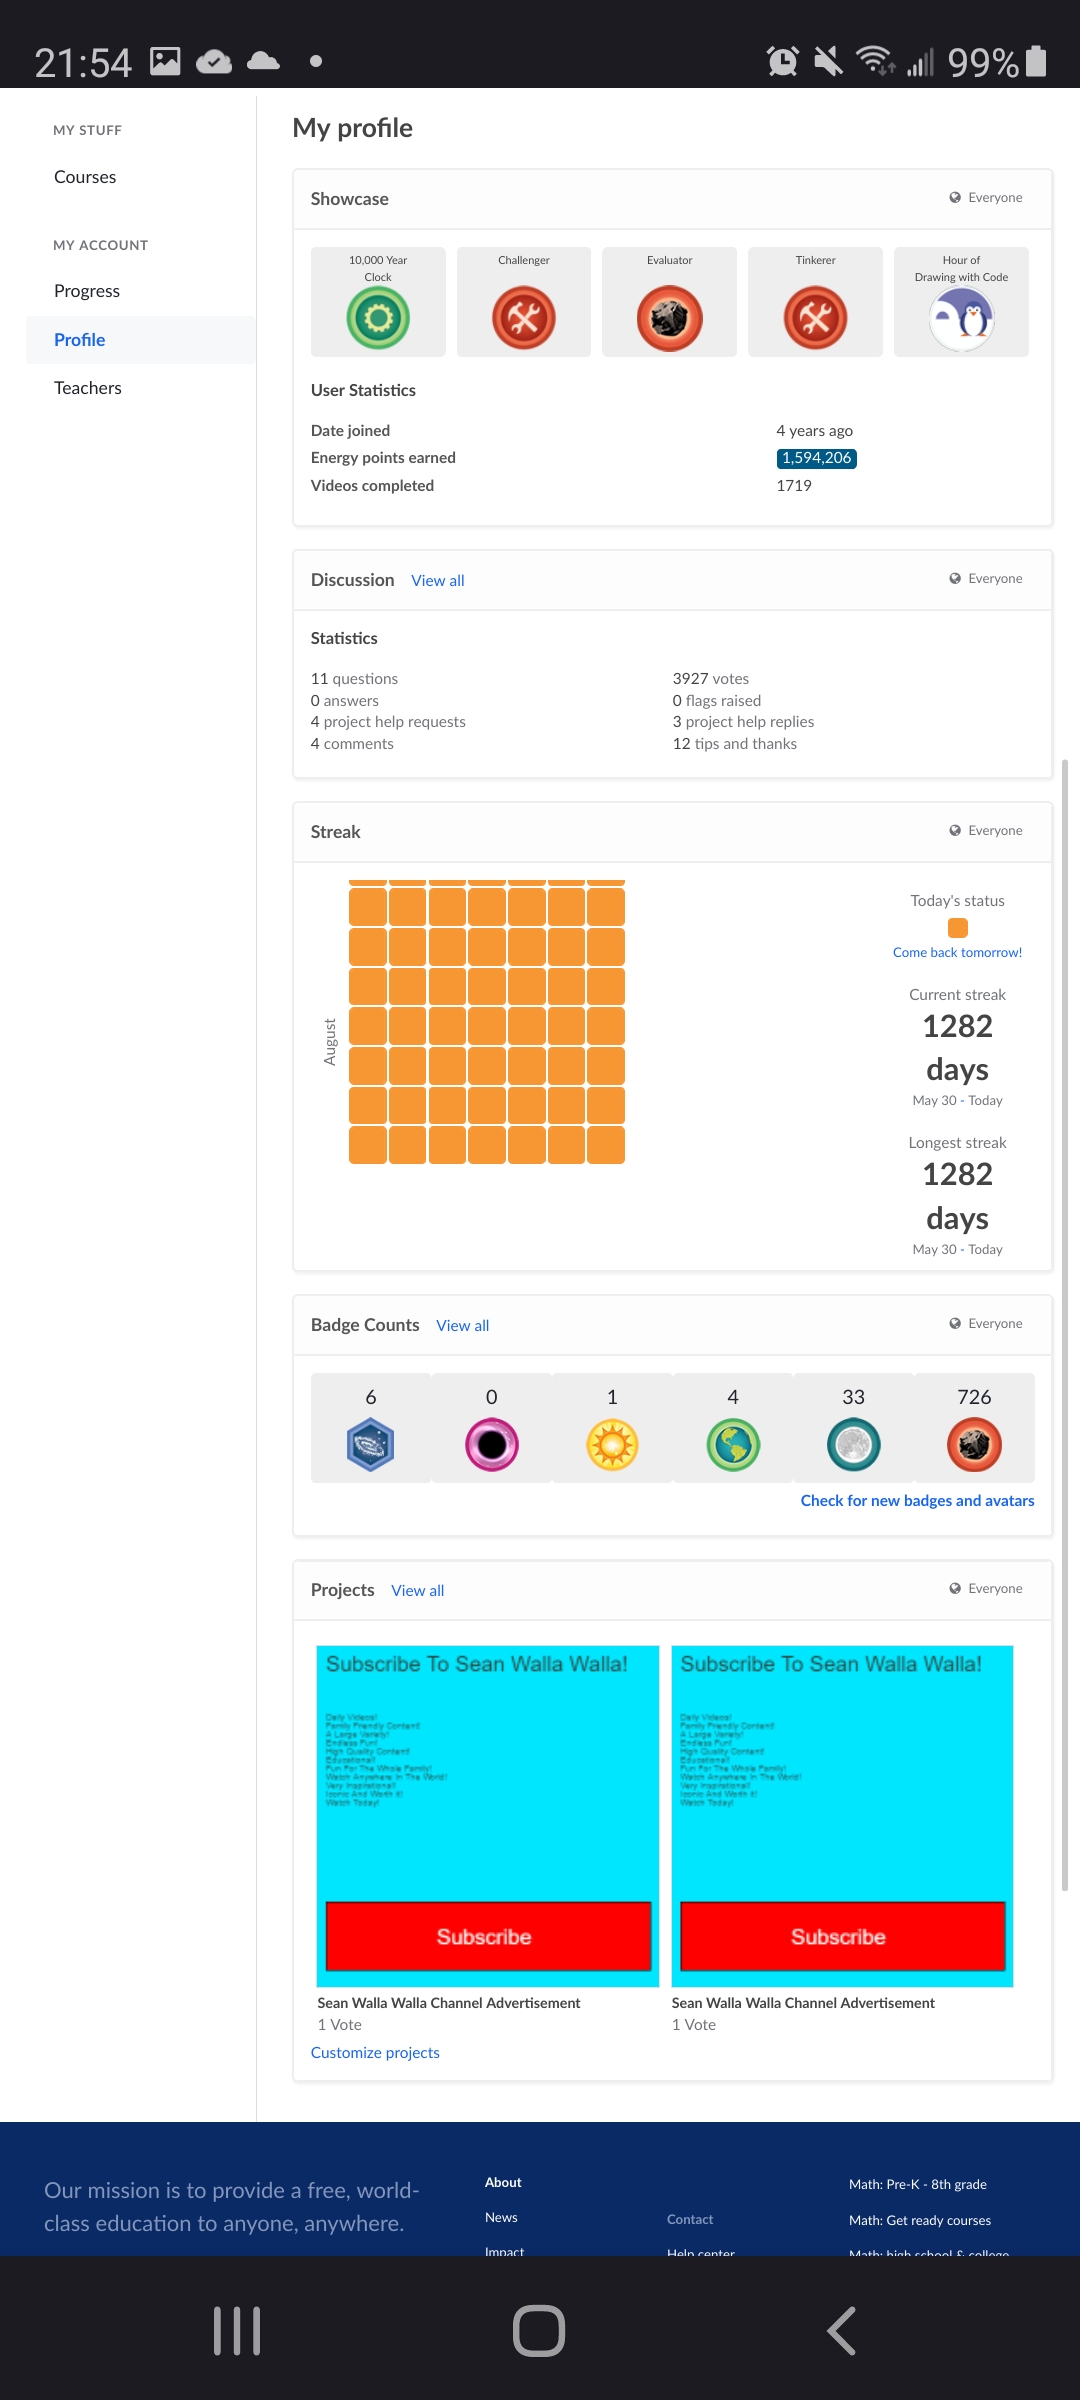 21:54
99%
MY STUFF
Courses
MY ACCOUNT
Progress
Profile
Teachers
My profile
Showcase
Everyone
10,000 Year
Clock
Challenger
Evaluator
Tinkerer
Hour of
Drawing with Code
User Statistics
Date joined 4 years ago
Energy points earned 1,594,206
Videos completed 1719
Discussion View all
Everyone
Statistics
11 questions
0 answers
4 project help requests
4 comments
3927 votes
0 flags raised
3 project help replies
12 tips and thanks
Streak
Everyone
August
Today's status
Come back tomorrow!
Current streak
1282
days
May 30 - Today
Longest streak
1282
days
May 30 - Today
Badge Counts View all
Everyone
6 0 1 4 33 726
Check for new badges and avatars
Projects View all
Everyone
Subscribe To Sean Walla Walla!
Daily Videos!
Family Friendly Content!
A Large Variety!
Endless Fun!
High Quality Content!
Educational!
Fun For The Whole Family!
Watch Anywhere In The World!
Very Inspirational!
Iconic And Worth It!
Watch Today!
Subscribe
Sean Walla Walla Channel Advertisement
1 Vote
Subscribe To Sean Walla Walla!
Daily Videos!
Family Friendly Content!
A Large Variety!
Endless Fun!
High Quality Content!
Educational!
Fun For The Whole Family!
Watch Anywhere In The World!
Very Inspirational!
Iconic And Worth It!
Watch Today!
Subscribe
Sean Walla Walla Channel Advertisement
1 Vote
Customize projects
Our mission is to provide a free, world-
class education to anyone, anywhere.
About
News
Impact
Contact
Help center
Math: Pre-K - 8th grade
Math: Get ready courses
Math: high school & college